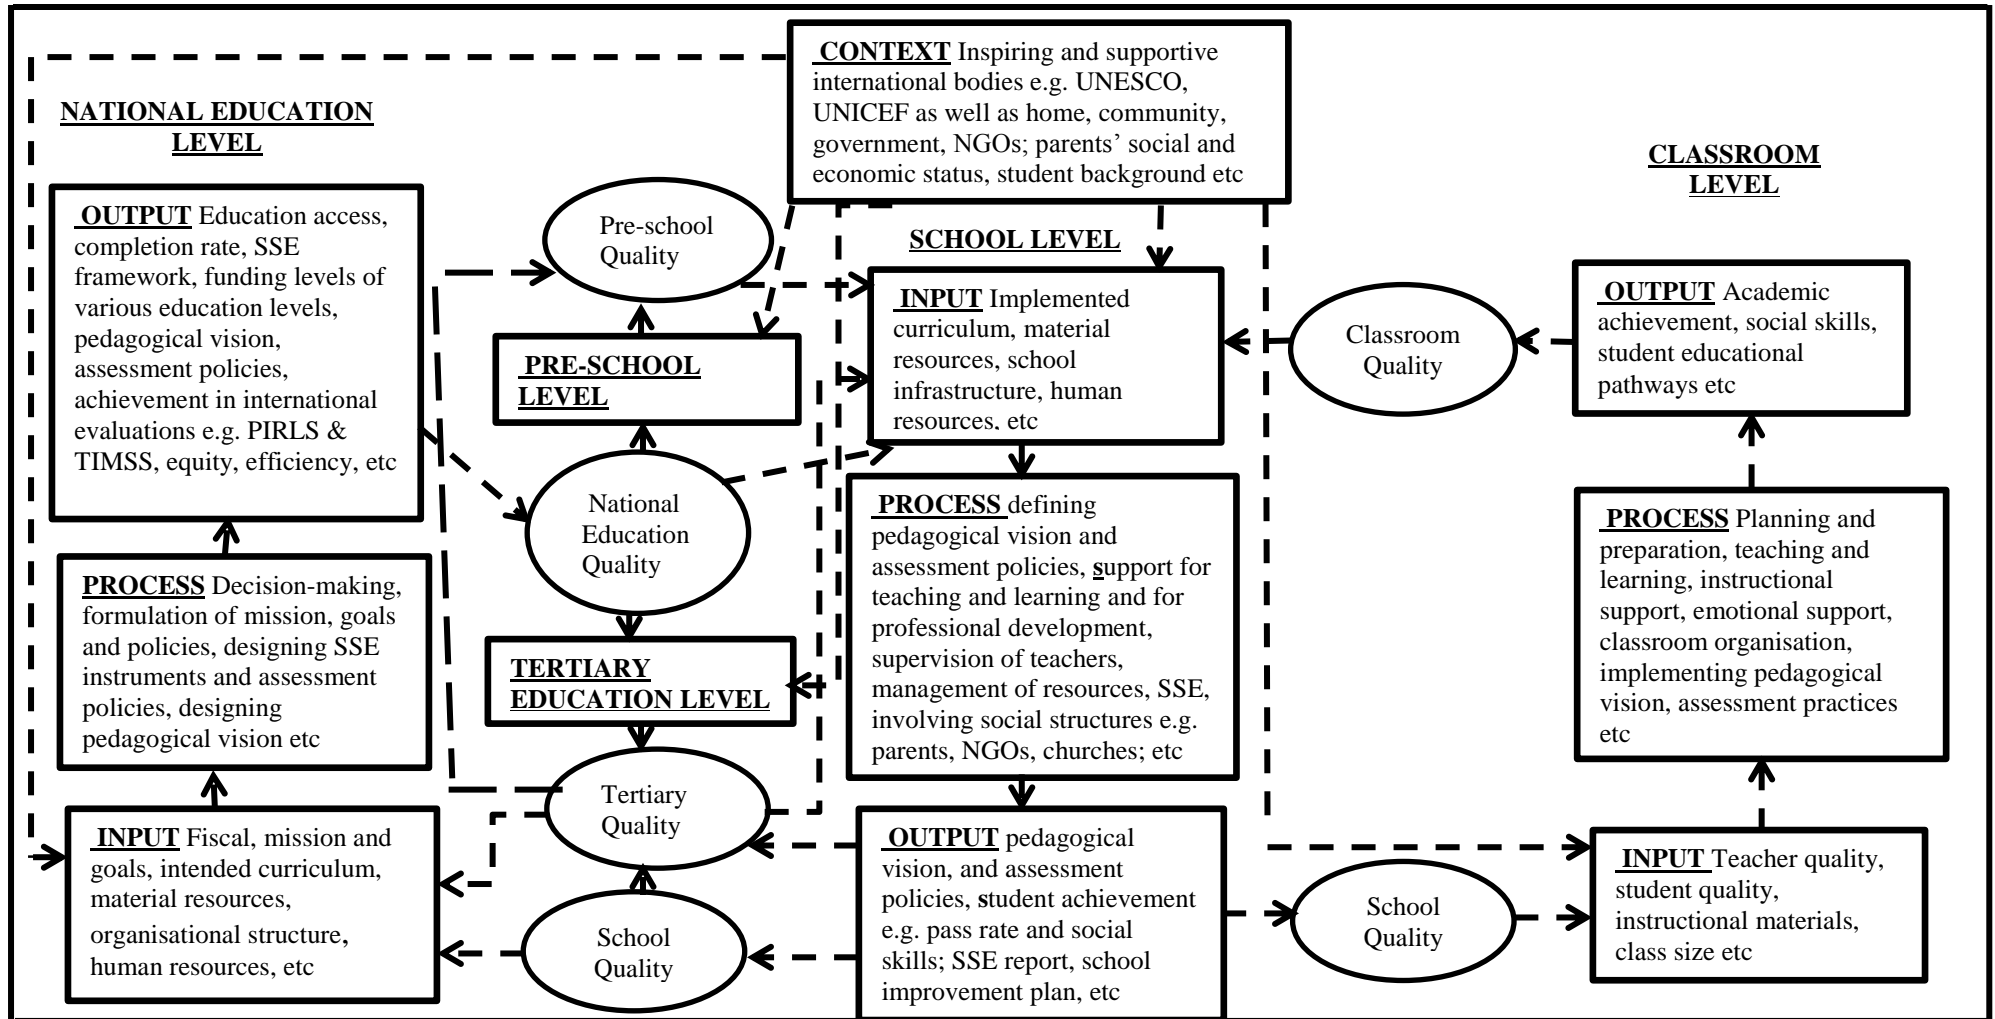 CONTEXT Inspiring and supportive
international bodies e.g. UNESCO,
UNICEF as well as home, community,
government, NGOs; parents’ social and
economic status, student background etc
NATIONAL EDUCATION
LEVEL
OUTPUT Education access,
completion rate, SSE
framework, funding levels of
various education levels,
pedagogical vision,
assessment policies,
achievement in international
evaluations e.g. PIRLS &
TIMSS, equity, efficiency, etc
PROCESS Decision-making,
formulation of mission, goals
and policies, designing SSE
instruments and assessment
policies, designing
pedagogical vision etc
INPUT Fiscal, mission and
goals, intended curriculum,
material resources,
organisational structure,
human resources, etc
Pre-school
Quality
PRE-SCHOOL
LEVEL
National
Education
Quality
TERTIARY
EDUCATION LEVEL
Tertiary
Quality
School
Quality
SCHOOL LEVEL
INPUT Implemented
curriculum, material
resources, school
infrastructure, human
resources, etc
PROCESS defining
pedagogical vision and
assessment policies, support for
teaching and learning and for
professional development,
supervision of teachers,
management of resources, SSE,
involving social structures e.g.
parents, NGOs, churches; etc
OUTPUT pedagogical
vision, and assessment
policies, student achievement
e.g. pass rate and social
skills; SSE report, school
improvement plan, etc
Classroom
Quality
School
Quality
CLASSROOM
LEVEL
OUTPUT Academic
achievement, social skills,
student educational
pathways etc
PROCESS Planning and
preparation, teaching and
learning, instructional
support, emotional support,
classroom organisation,
implementing pedagogical
vision, assessment practices
etc
INPUT Teacher quality,
student quality,
instructional materials,
class size etc